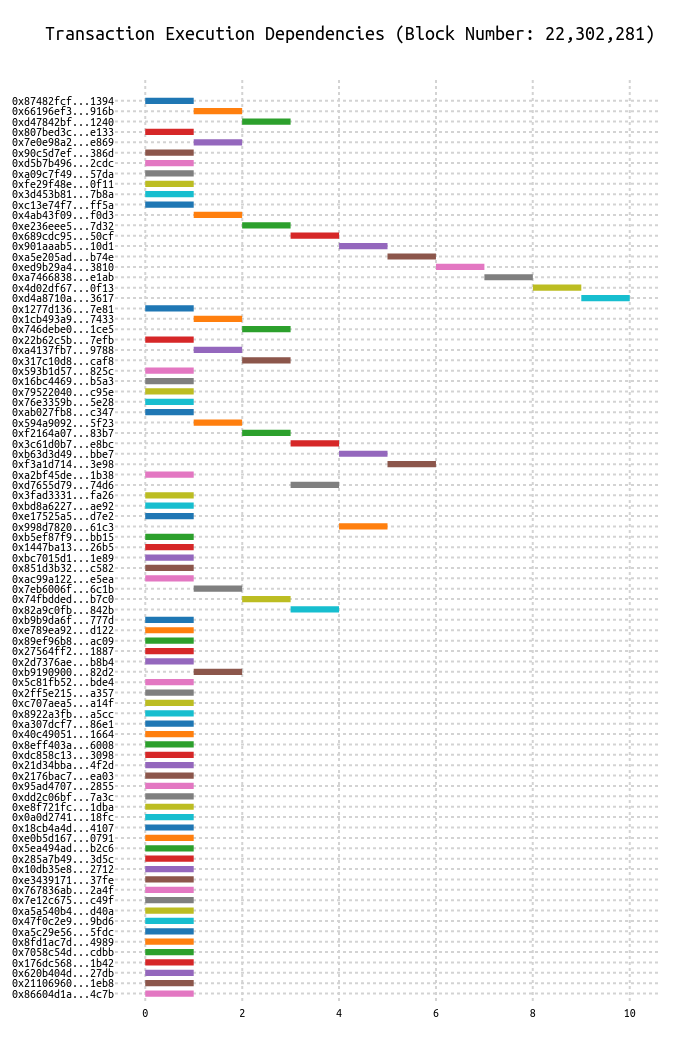 Transaction Execution Dependencies (Block Number: 22,302,281)
0x87482fcf...1394
0x66196ef3...916b
0xd47842bf...1240
0x807bed3c...e133
0x7e0e98a2...e869
0x90c5d7ef...386d
0xd5b7b496...2cdc
0xa09c7f49...57da
0xfe29f48e...0f11
0x3d453b81...7b8a
0xc13e74f7...ff5a
0x4ab43f09...f0d3
0xe236eee5...7d32
0x689cdc95...50cf
0x901aaab5...10d1
0xa5e205ad...b74e
0xed9b29a4...3810
0xa7466838...e1ab
0x4d02df67...0f13
0xd4a8710a...3617
0x1277d136...7e81
0x1cb493a9...7433
0x746debe0...1ce5
0x22b62c5b...7efb
0xa4137fb7...9788
0x317c10d8...caf8
0x593b1d57...825c
0x16bc4469...b5a3
0x79522040...c95e
0x76e3359b...5e28
0xab027fb8...c347
0x594a9092...5f23
0xf2164a07...83b7
0x3c61d0b7...e8bc
0xb63d3d49...bbe7
0xf3a1d714...3e98
0xa2bf45de...1b38
0xd7655d79...74d6
0x3fad3331...fa26
0xbd8a6227...ae92
0xe17525a5...d7e2
0x998d7820...61c3
0xb5ef87f9...bb15
0x1447ba13...26b5
0xbc7015d1...1e89
0x851d3b32...c582
0xac99a122...e5ea
0x7eb6006f...6c1b
0x74fbdded...b7c0
0x82a9c0fb...842b
0xb9b9da6f...777d
0xe789ea92...d122
0x89ef96b8...ac09
0x27564ff2...1887
0x2d7376ae...b8b4
0xb9190900...82d2
0x5c81fb52...bde4
0x2ff5e215...a357
0xc707aea5...a14f
0x8922a3fb...a5cc
0xa307dcf7...86e1
0x40c49051...1664
0x8eff403a...6008
0xdc858c13...3098
0x21d34bba...4f2d
0x2176bac7...ea03
0x95ad4707...2855
0xdd2c06bf...7a3c
0xe8f721fc...1dba
0x0a0d2741...18fc
0x18cb4a4d...4107
0xe0b5d167...0791
0x5ea494ad...b2c6
0x285a7b49...3d5c
0x10db35e8...2712
0xe3439171...37fe
0x767836ab...2a4f
0x7e12c675...c49f
0xa5a540b4...d40a
0x47f0c2e9...9bd6
0xa5c29e56...5fdc
0x8fd1ac7d...4989
0x7058c54d...cdbb
0x176dc568...1b42
0x620b404d...27db
0x21106960...1eb8
0x86604d1a...4c7b
0 2 4 6 8 10